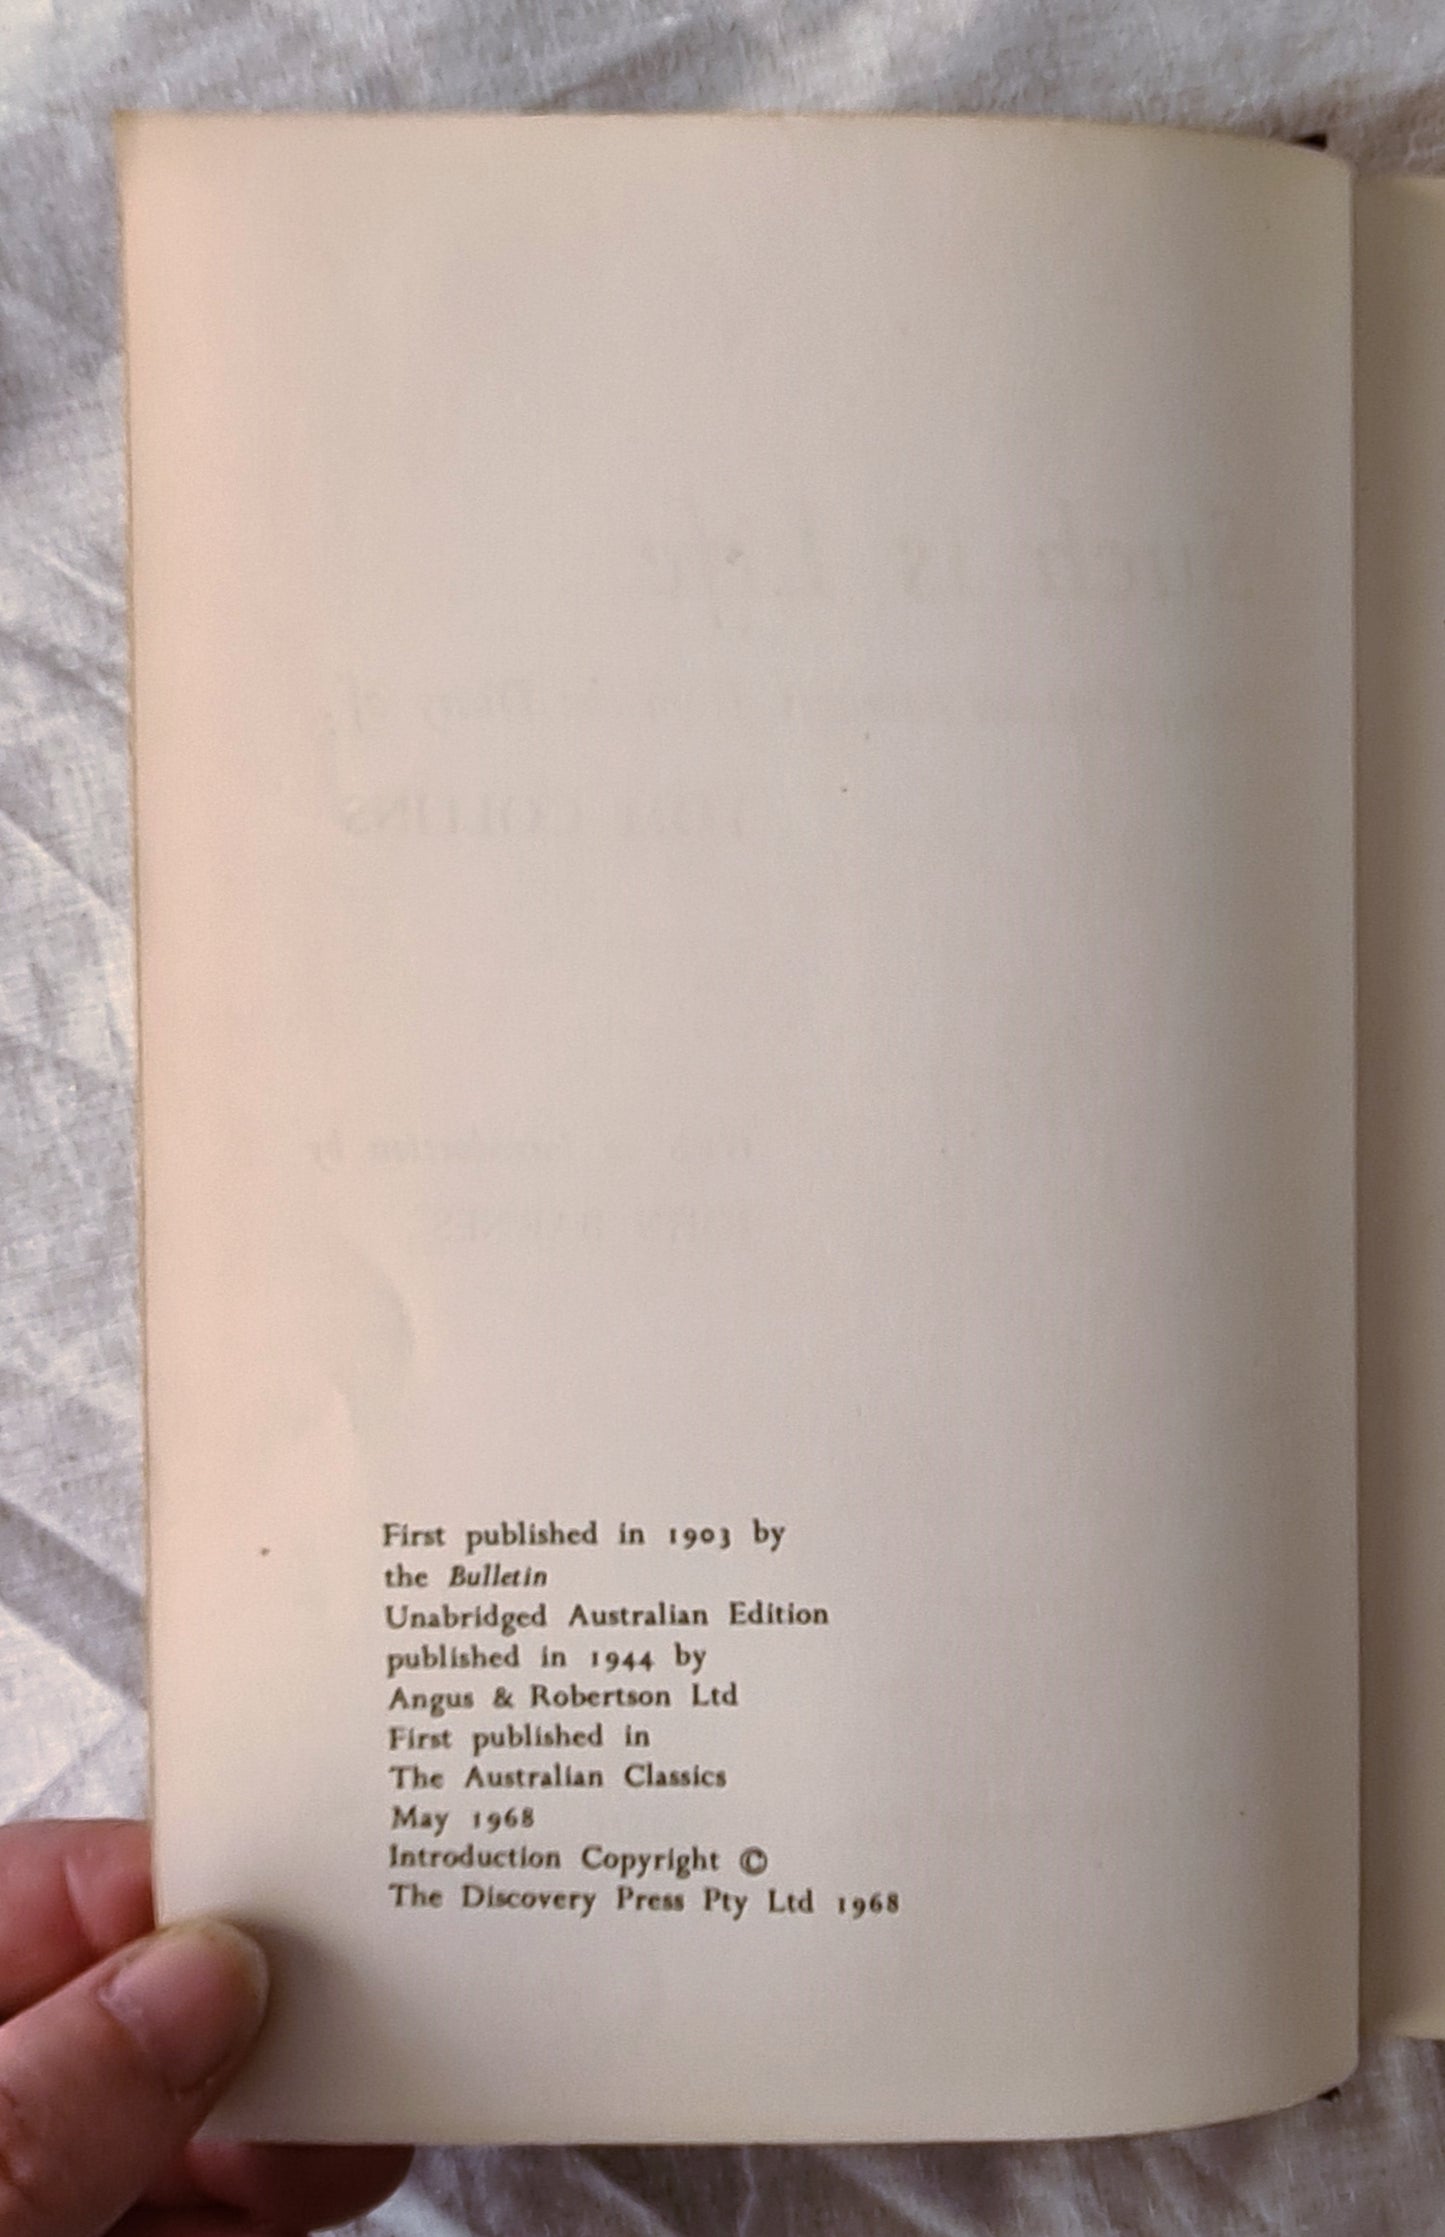 First published in 1903 by
the Bulletin
Unabridged Australian Edition
published in 1944 by
Angus & Robertson Ltd
First published in
The Australian Classics
May 1968
Introduction Copyright ©
The Discovery Press Pty Ltd 1968